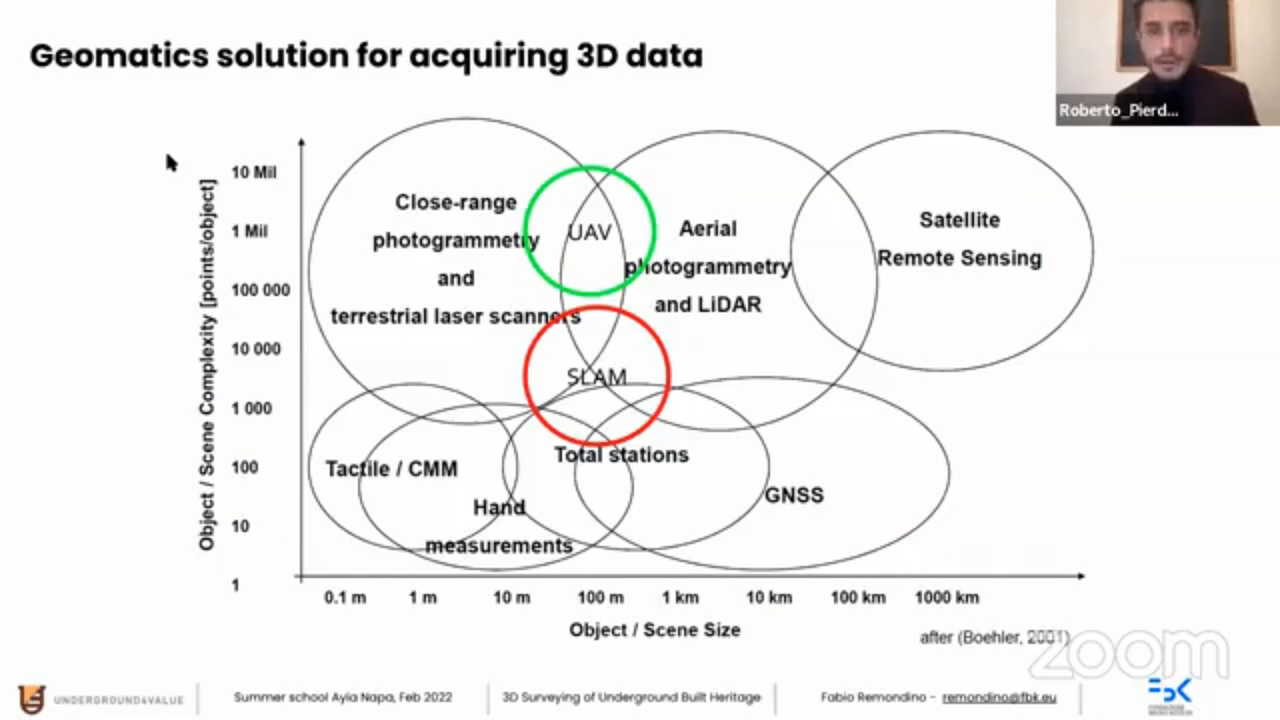 Geomatics solution for acquiring 3D data
Roberto_Pierd...
Object / Scene Complexity [points/object]
10 Mil
1 Mil
100 000
10 000
1 000
100
10
1
Close-range
photogrammetry
and
terrestrial laser scanners
UAV
Aerial
photogrammetry
and LiDAR
Satellite
Remote Sensing
SLAM
Tactile / CMM
Hand
measurements
Total stations
GNSS
0.1 m 1 m 10 m 100 m 1 km 10 km 100 km 1000 km
Object / Scene Size
after (Boehler, 2001)
zoom
UNDERGROUND4VALUE
Summer school Ayia Napa, Feb 2022
3D Surveying of Underground Built Heritage
Fabio Remondino - remondino@fbk.eu
FBK